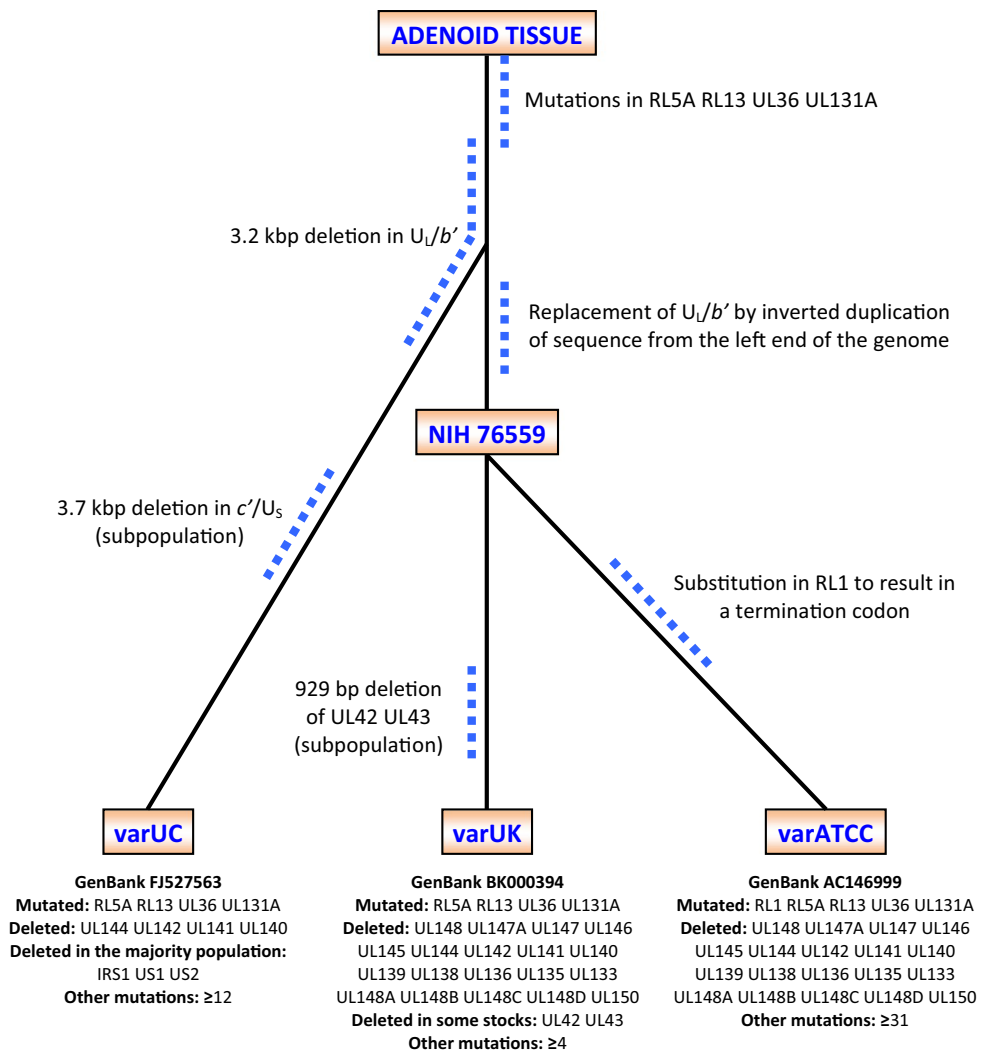 ADENOID TISSUE
Mutations in RL5A RL13 UL36 UL131A
3.2 kbp deletion in UL/b'
Replacement of UL/b' by inverted duplication
of sequence from the left end of the genome
NIH 76559
3.7 kbp deletion in c'/US
(subpopulation)
Substitution in RL1 to result in
a termination codon
929 bp deletion
of UL42 UL43
(subpopulation)
varUC
GenBank FJ527563
Mutated: RL5A RL13 UL36 UL131A
Deleted: UL144 UL142 UL141 UL140
Deleted in the majority population:
IRS1 US1 US2
Other mutations: ≥12
varUK
GenBank BK000394
Mutated: RL5A RL13 UL36 UL131A
Deleted: UL148 UL147A UL147 UL146
UL145 UL144 UL142 UL141 UL140
UL139 UL138 UL136 UL135 UL133
UL148A UL148B UL148C UL148D UL150
Deleted in some stocks: UL42 UL43
Other mutations: ≥4
varATCC
GenBank AC146999
Mutated: RL1 RL5A RL13 UL36 UL131A
Deleted: UL148 UL147A UL147 UL146
UL145 UL144 UL142 UL141 UL140
UL139 UL138 UL136 UL135 UL133
UL148A UL148B UL148C UL148D UL150
Other mutations: ≥31